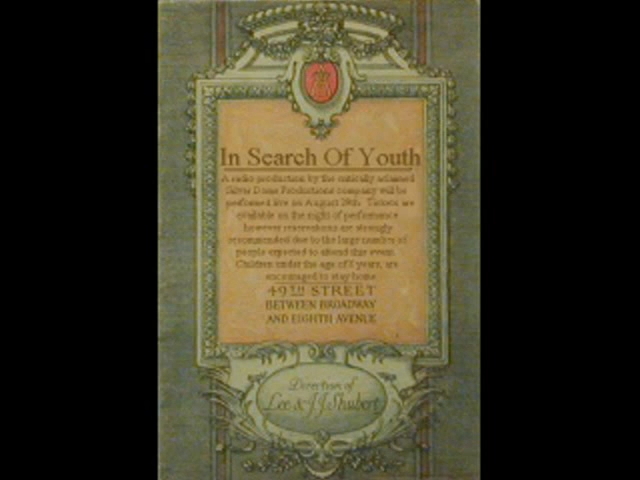 In Search Of Youth
A radio production by the critically aclaimed
Silver Dome Productions company will be
performed live on August 29th. Tickets are
available on the night of performance
however reservations are strongly
recommended due to the large number of
people expected to attend this event.
Children under the age of 8 years, are
encouraged to stay home
49TH STREET
BETWEEN BROADWAY
AND EIGHTH AVENUE
Direction of
Lee & J.J. Shubert